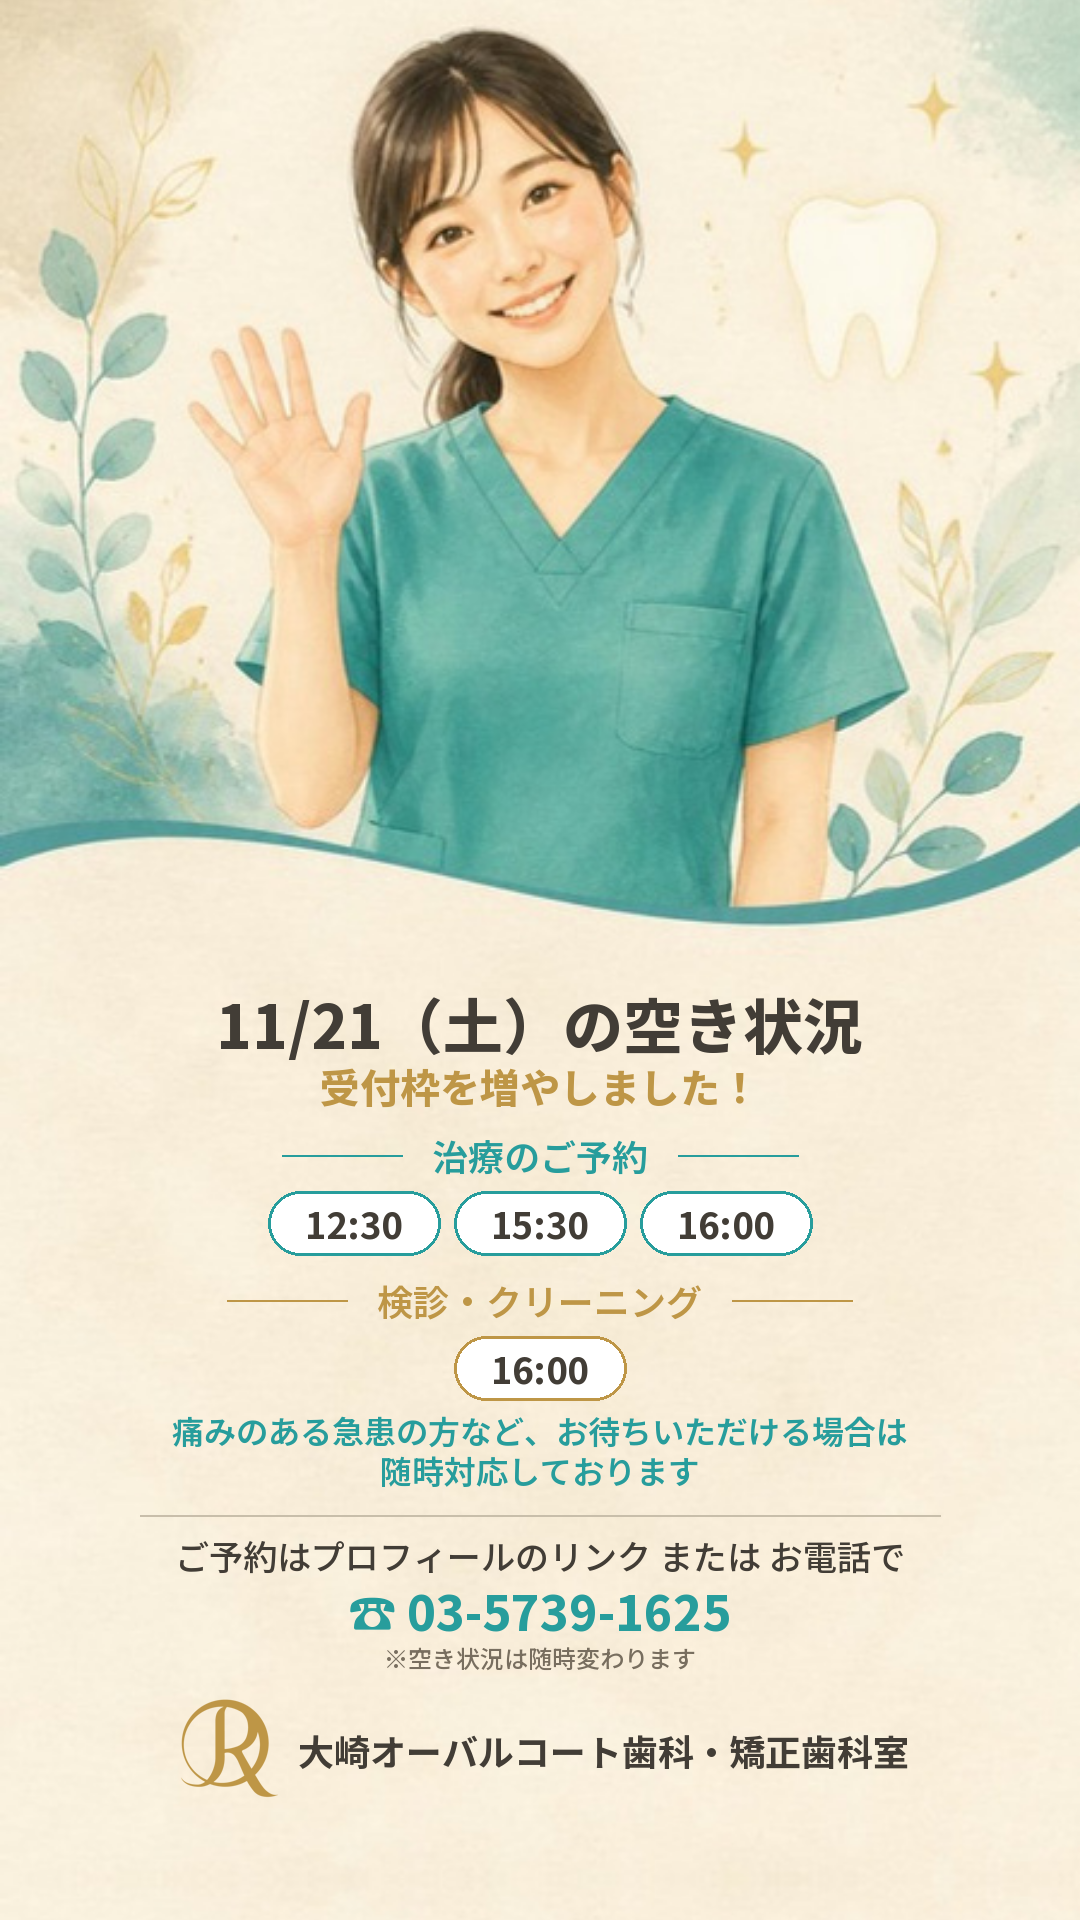 11/21（土）の空き状況
受付枠を増やしました！
治療のご予約
12:30 15:30 16:00
検診・クリーニング
16:00
痛みのある急患の方など、お待ちいただける場合は
随時対応しております
ご予約はプロフィールのリンク または お電話で
☎ 03-5739-1625
※空き状況は随時変わります
R 大崎オーバルコート歯科・矯正歯科室